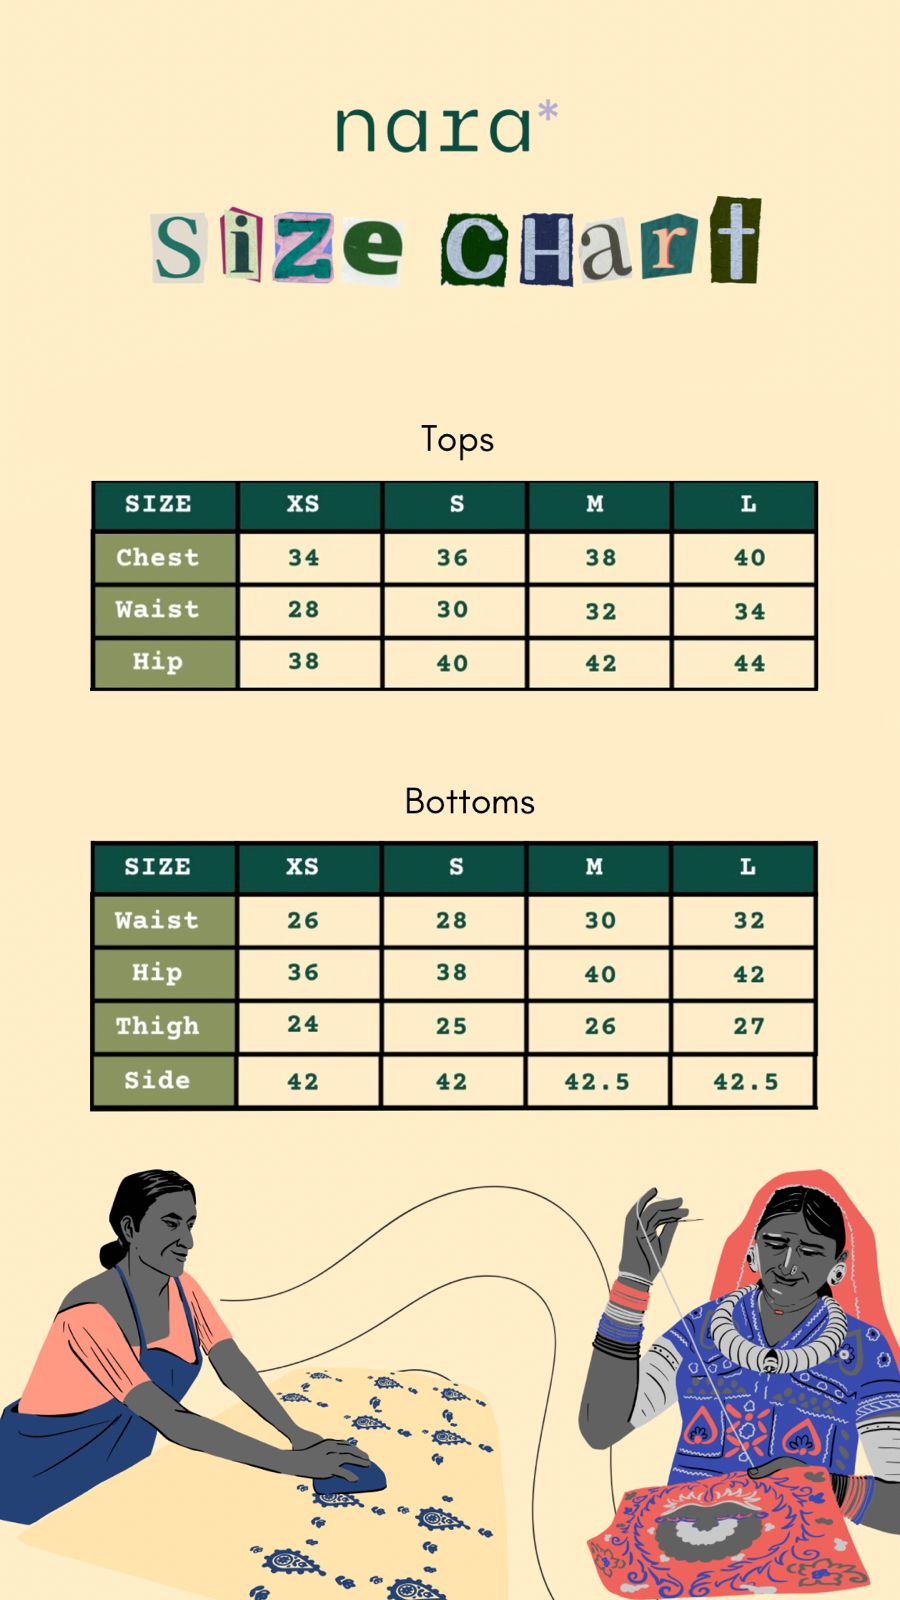 nara*
Size CHart
Tops
SIZE XS S M L
Chest 34 36 38 40
Waist 28 30 32 34
Hip 38 40 42 44
Bottoms
SIZE XS S M L
Waist 26 28 30 32
Hip 36 38 40 42
Thigh 24 25 26 27
Side 42 42 42.5 42.5